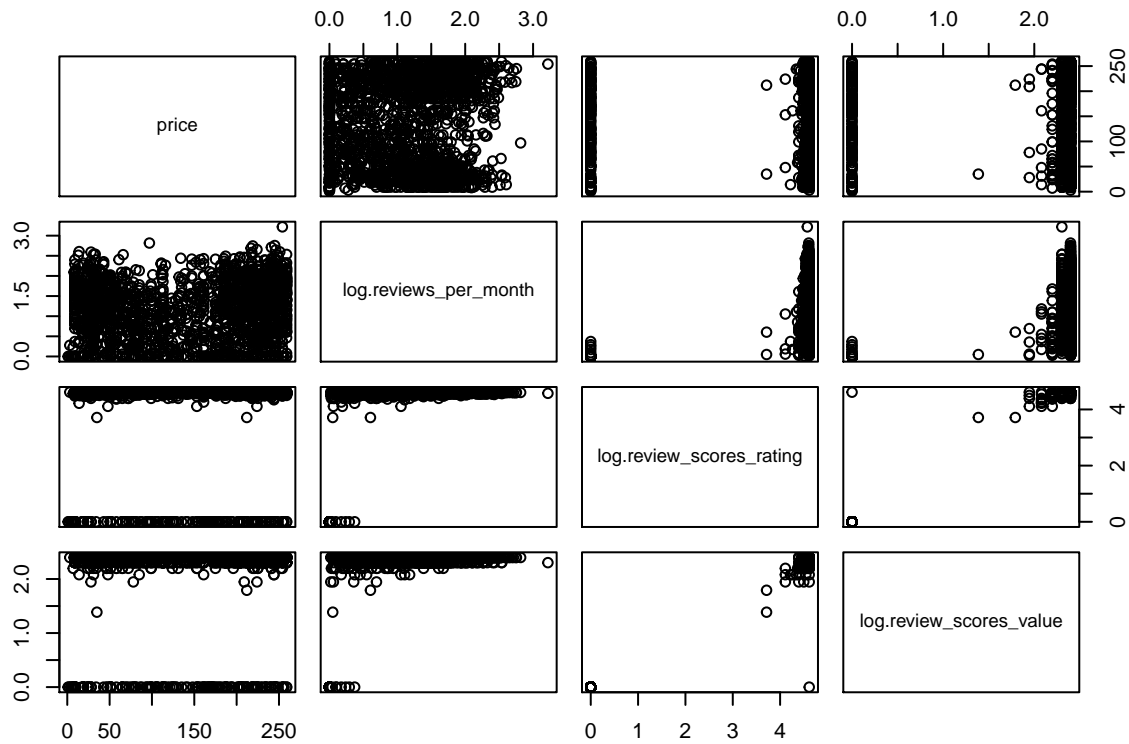 0.0 1.0 2.0 3.0
0.0 1.0 2.0
price
0 100 250
0.0 1.5 3.0
log.reviews_per_month
log.review_scores_rating
0 2 4
0.0 1.0 2.0
log.review_scores_value
0 50 150 250
0 1 2 3 4